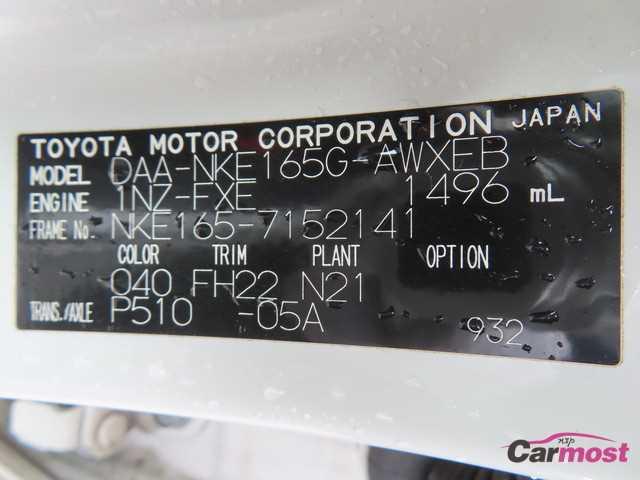 TOYOTA MOTOR CORPORATION JAPAN
MODEL DAA-NKE165G-AWXEB
ENGINE 1NZ-FXE 1496 mL
FRAME No. NKE165-7152141
COLOR TRIM PLANT OPTION
040 FH22 N21
TRANS./AXLE P510 -05A 932
Carmost